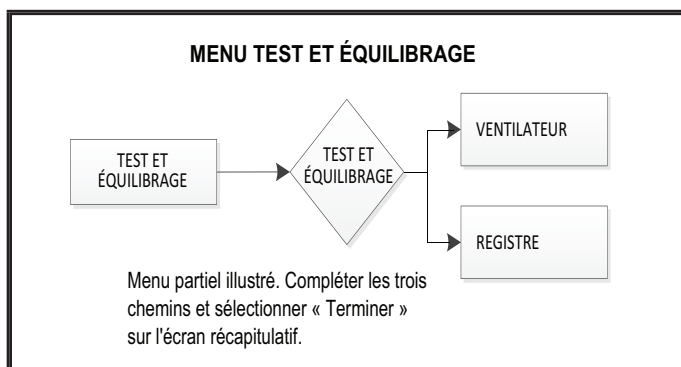 MENU TEST ET ÉQUILIBRAGE
TEST ET
ÉQUILIBRAGE
TEST ET
ÉQUILIBRAGE
VENTILATEUR
REGISTRE
Menu partiel illustré. Compléter les trois
chemins et sélectionner « Terminer »
sur l'écran récapitulatif.